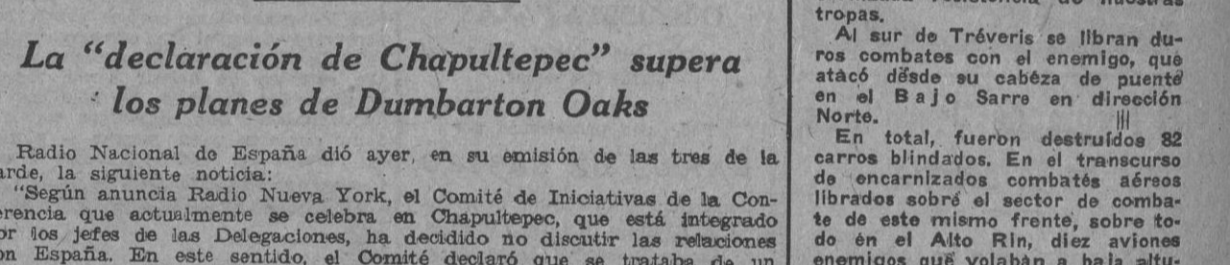 La “declaración de Chapultepec” supera
los planes de Dumbarton Oaks
Radio Nacional de España dió ayer, en su emisión de las tres de la
arde, la siguiente noticia:
“Según anuncia Radio Nueva York, el Comité de Iniciativas de la Con-
erencia que actualmente se celebra en Chapultepec, que está integrado
or los jefes de las Delegaciones, ha decidido no discutir las relaciones
on España. En este sentido, el Comité declaró que se trataba de un
tropas.
Al sur de Tréveris se libran du-
ros combates con el enemigo, que
atacó desde su cabéza de puente
en el Bajo Sarre en dirección
Norte.
En total, fueron destruídos 82
carros blindados. En el transcurso
de encarnizados combates aéreos
librados sobre el sector de comba-
te de este mismo frente, sobre to-
do en el Alto Rin, diez aviones
enemigos que volaban a baja altu-